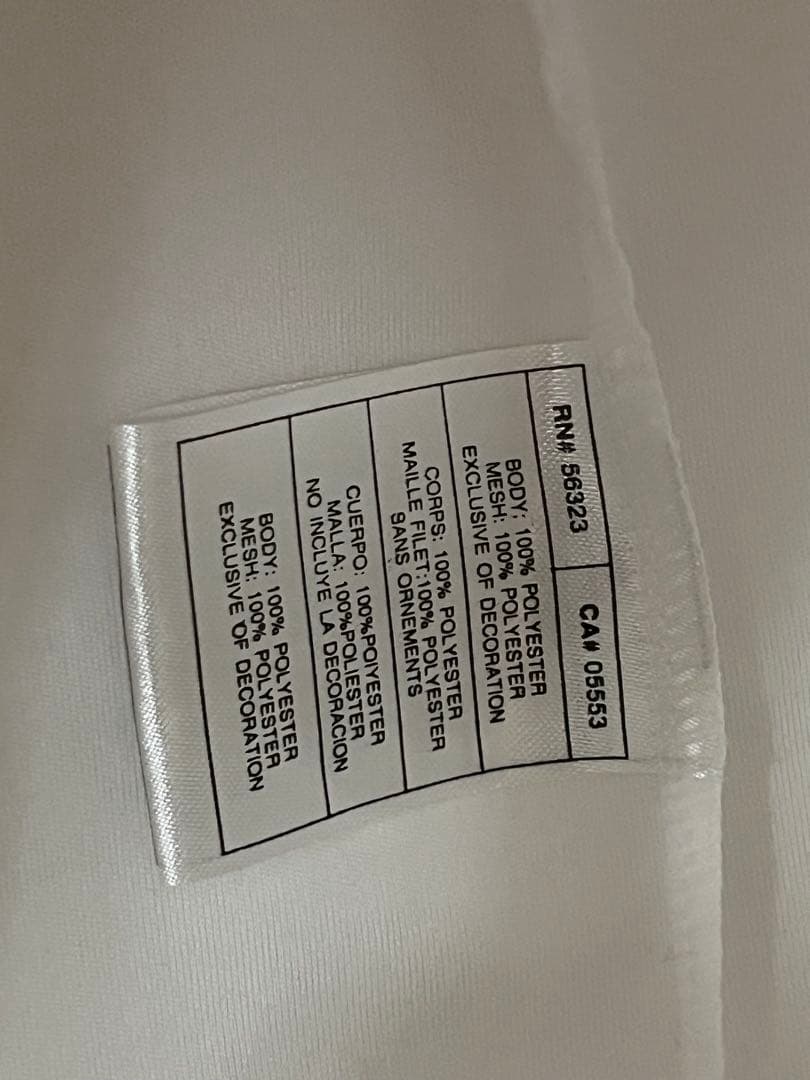 RN# 56323 CA# 05553
BODY: 100% POLYESTER
MESH: 100% POLYESTER
EXCLUSIVE OF DECORATION
CORPS: 100% POLYESTER
MAILLE FILET:100% POLYESTER
SANS ORNEMENTS
CUERPO: 100%POIYESTER
MALLA: 100%POLIESTER
NO INCLUYE LA DECORACION
BODY: 100% POLYESTER
MESH: 100% POLYESTER
EXCLUSIVE OF DECORATION